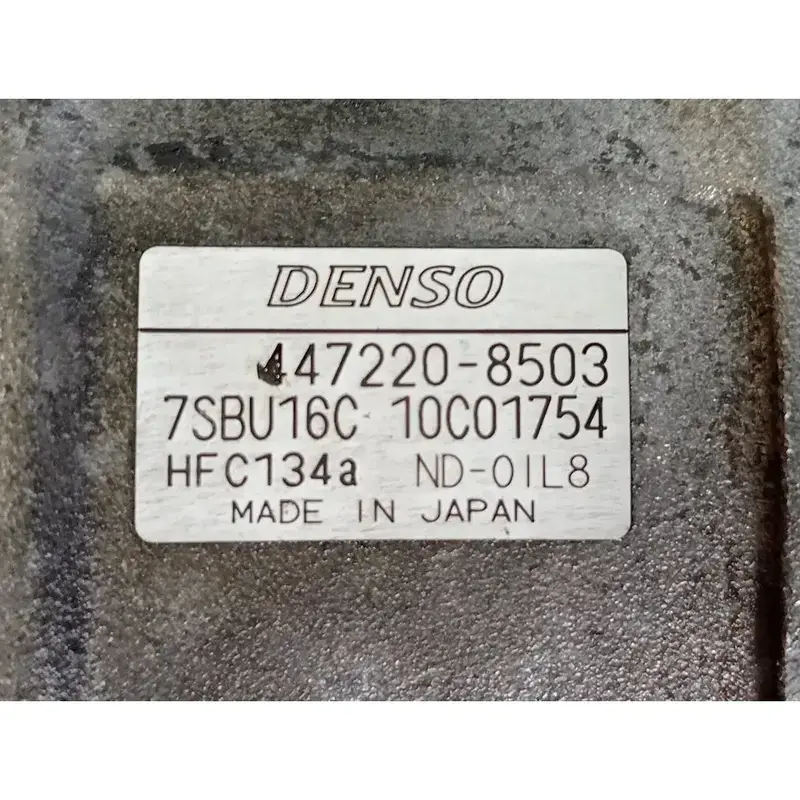 DENSO
447220-8503
7SBU16C 10C01754
HFC134a ND-OIL8
MADE IN JAPAN